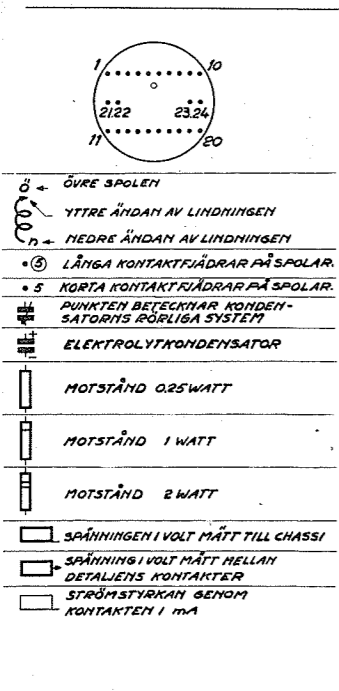 1 10
21.22 23.24
11 20
Ö ÖVRE SPOLEN
YTTRE ÄNDAN AV LINDNINGEN
n NEDRE ÄNDAN AV LINDNINGEN
• 5 LÅNGA KONTAKTFJÄDRAR PÅ SPOLAR.
• 5 KORTA KONTAKTFJÄDRAR PÅ SPOLAR.
PUNKTEN BETECKNAR KONDEN-
SATORNS RÖRLIGA SYSTEM
+
− ELEKTROLYTKONDENSATOR
MOTSTÅND 0.25 WATT
MOTSTÅND 1 WATT
MOTSTÅND 2 WATT
SPÄNNINGEN I VOLT MÄTT TILL CHASSI
SPÄNNING I VOLT MÄTT MELLAN
DETALJENS KONTAKTER
STRÖMSTYRKAN GENOM
KONTAKTEN I mA